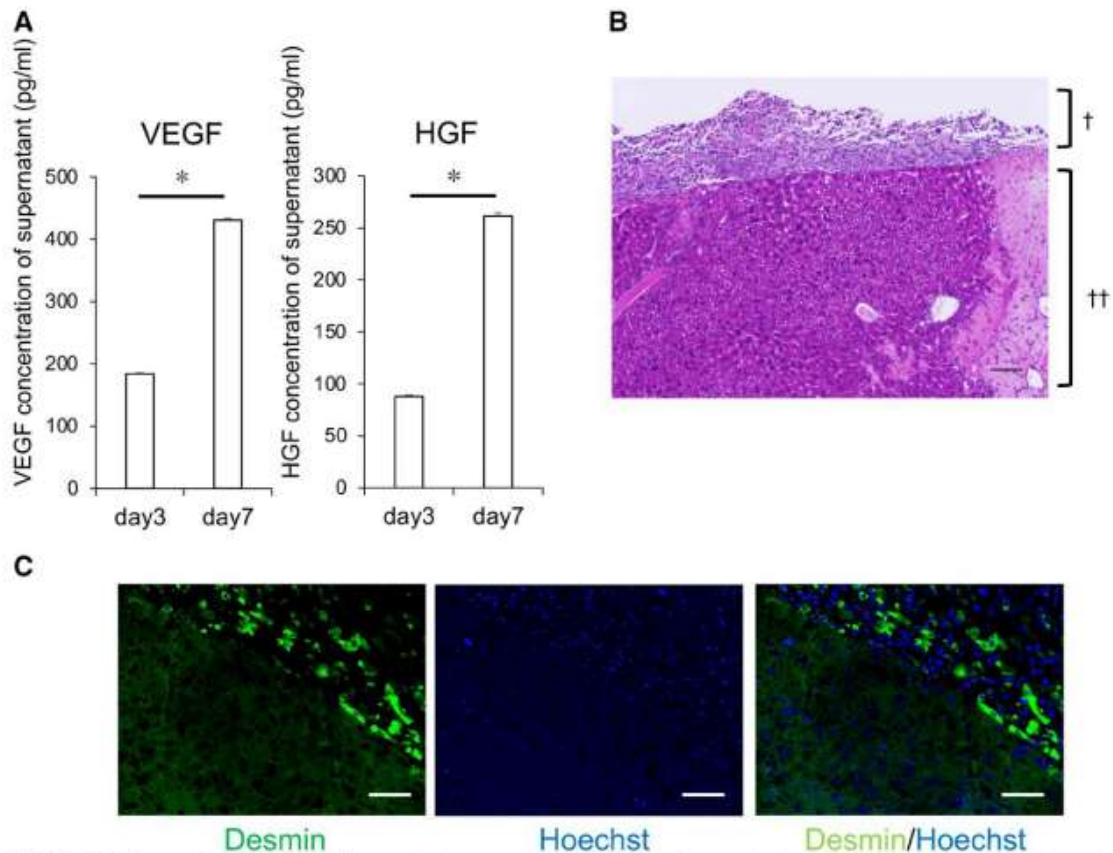 A
VEGF concentration of supernatant (pg/ml)
VEGF
*
500
400
300
200
100
0
day3 day7
HGF concentration of supernatant (pg/ml)
HGF
*
300
250
200
150
100
50
0
day3 day7
B
†
††
C
Desmin
Hoechst
Desmin/Hoechst